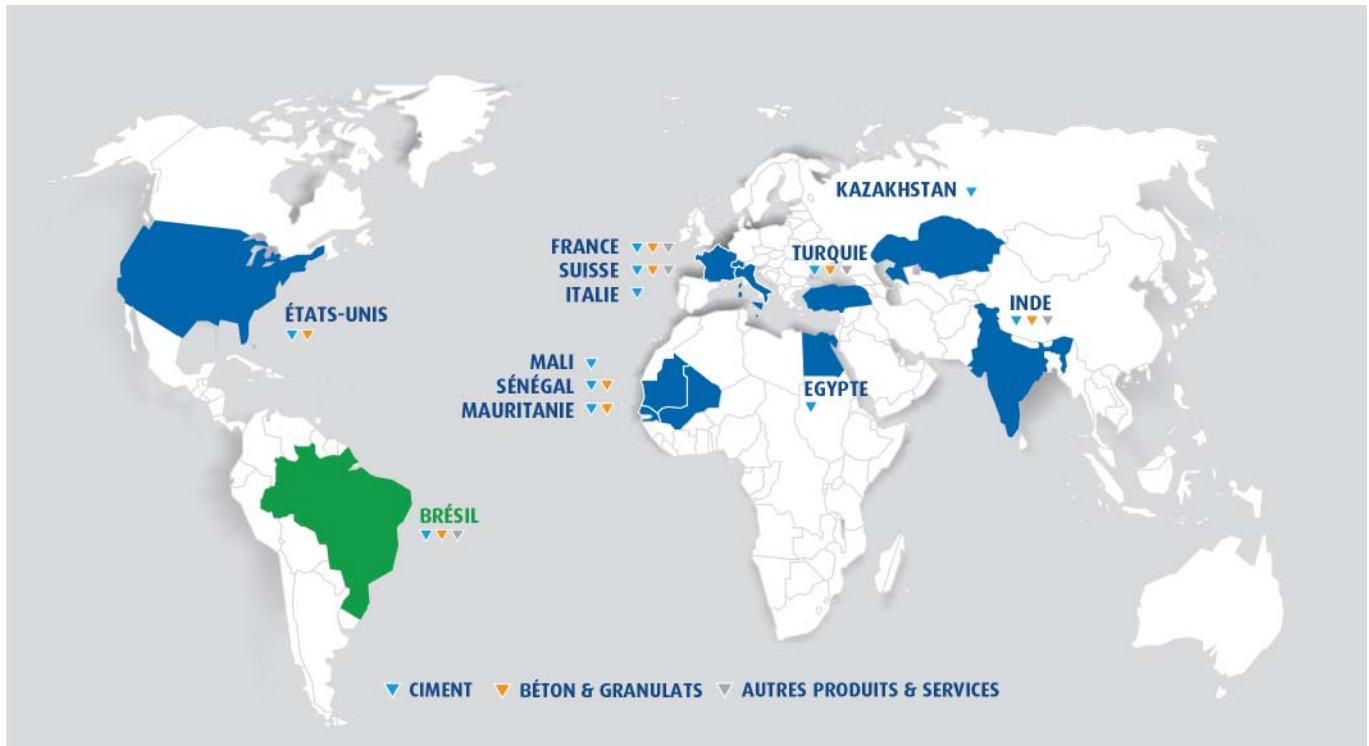 KAZAKHSTAN
FRANCE
SUISSE
ITALIE
TURQUIE
INDE
ÉTATS-UNIS
MALI
SÉNÉGAL
MAURITANIE
EGYPTE
BRÉSIL
CIMENT BÉTON & GRANULATS AUTRES PRODUITS & SERVICES